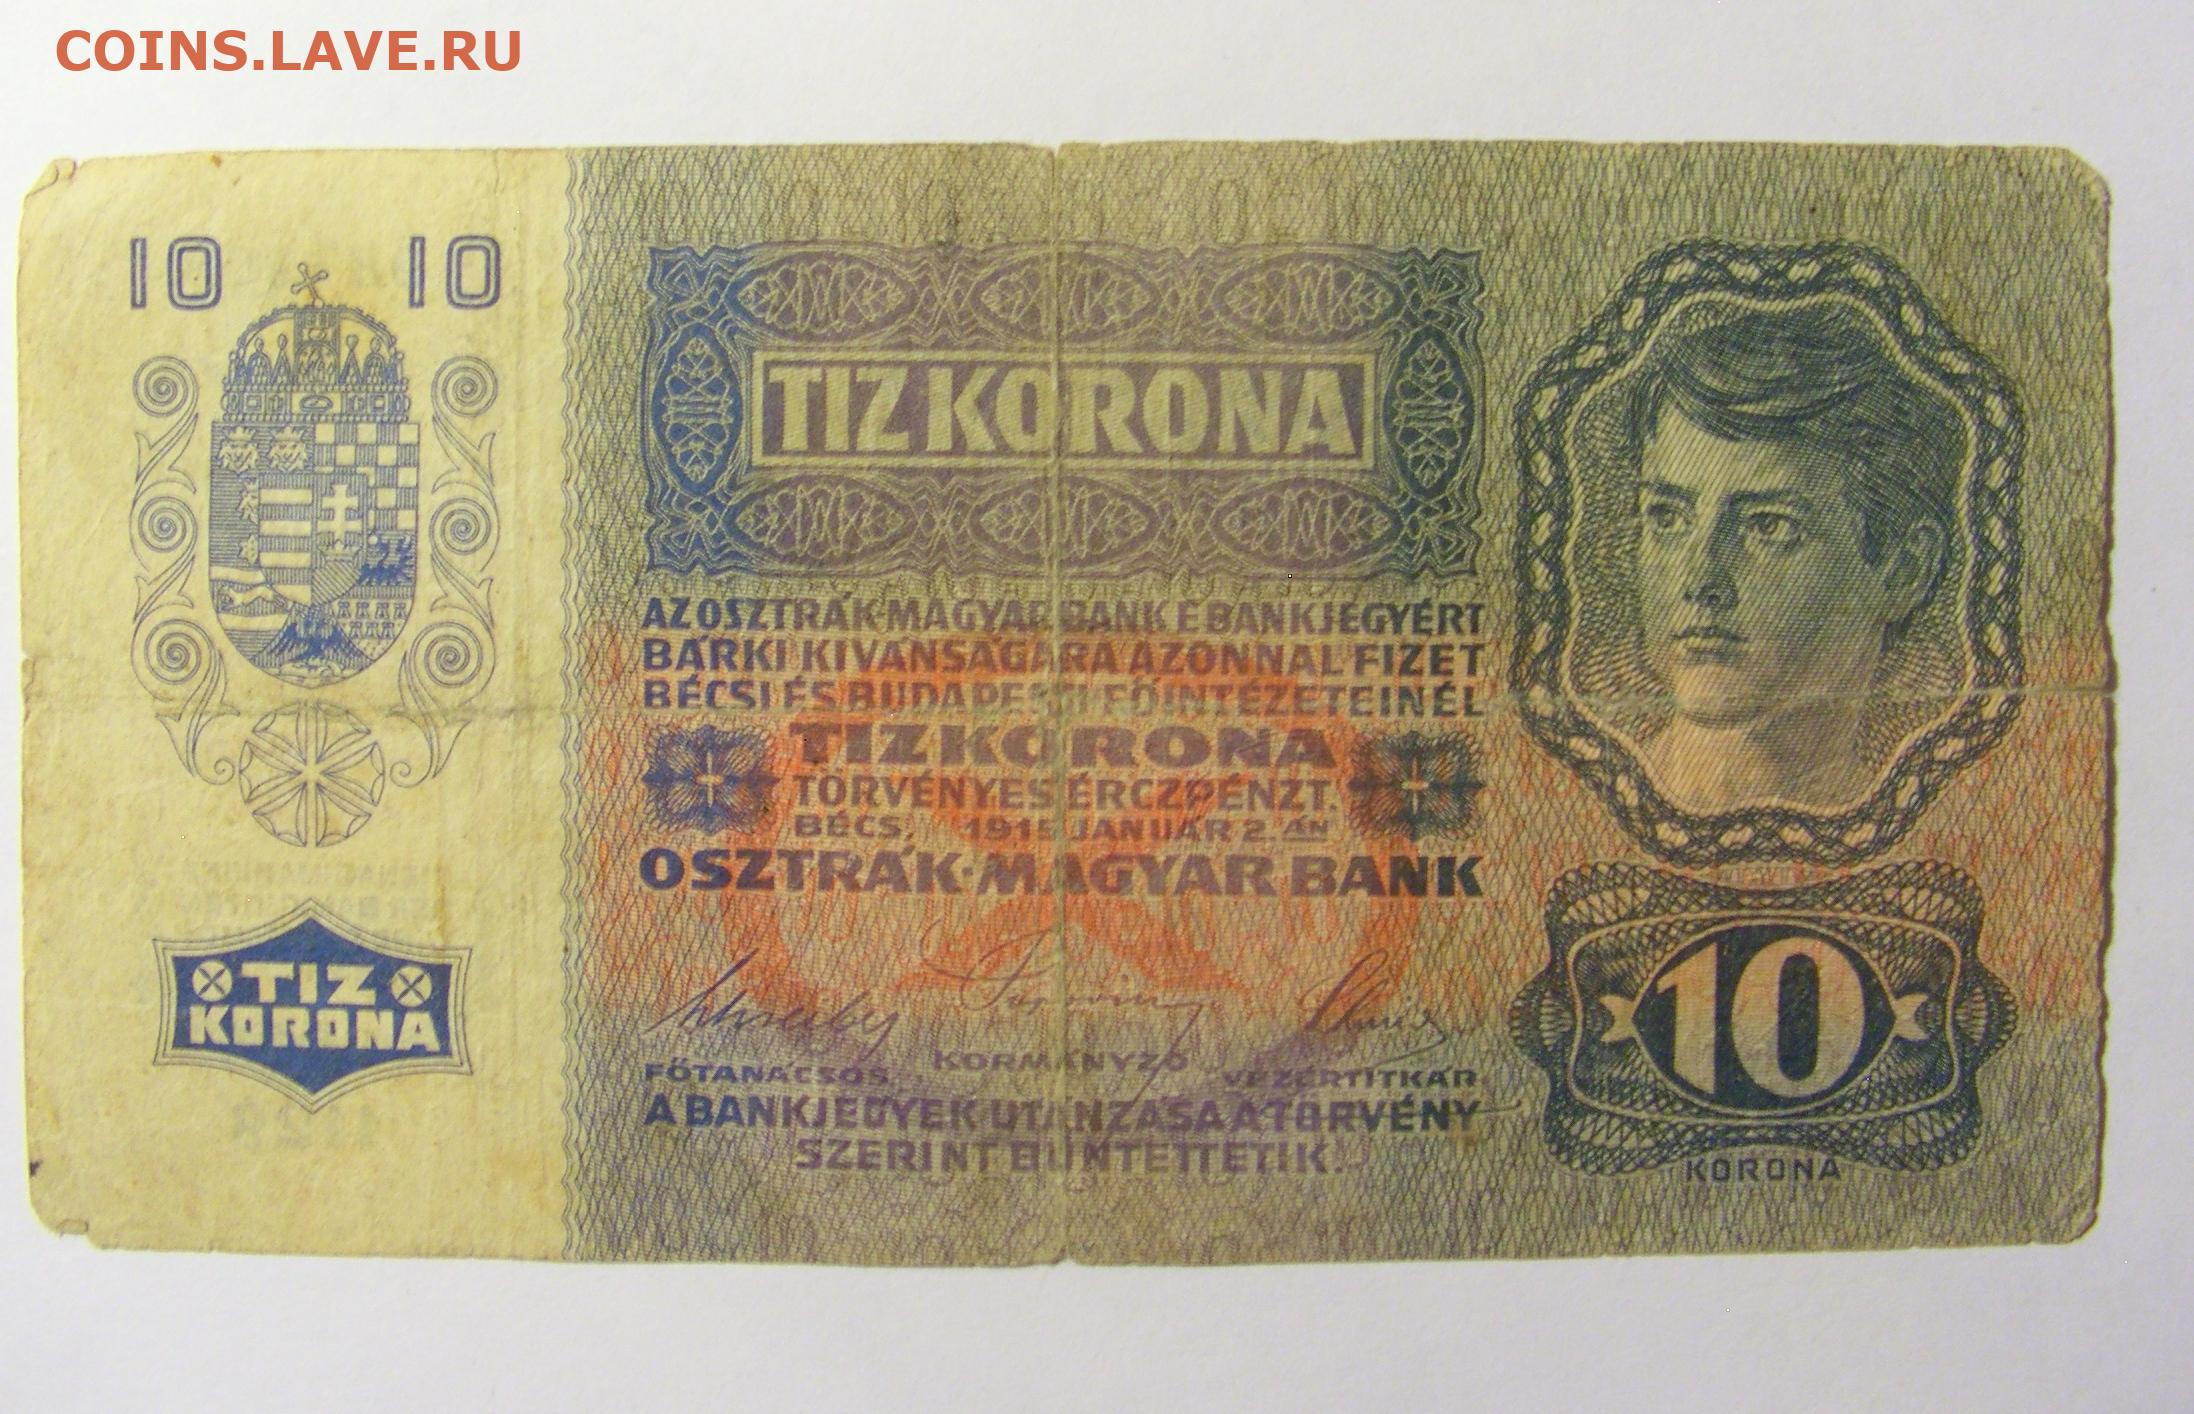 COINS.LAVE.RU
10 10
TIZ KORONA
AZ OSZTRÁK-MAGYAR BANK E BANKJEGYÉRT
BÁRKI KIVÁNSÁGÁRA AZONNAL FIZET
BÉCSI ÉS BUDAPESTI FŐINTÉZETEINÉL
TIZ KORONA
TÖRVÉNYES ÉRCZPÉNZT.
BÉCS, 1915 JANUÁR 2. ÁN
OSZTRÁK-MAGYAR BANK
FŐTANÁCSOS. KORMÁNYZÓ VEZÉRTITKÁR.
A BANKJEGYEK UTÁNZÁSA A TÖRVÉNY
SZERINT BÜNTETTETIK.
TIZ
KORONA
10
KORONA